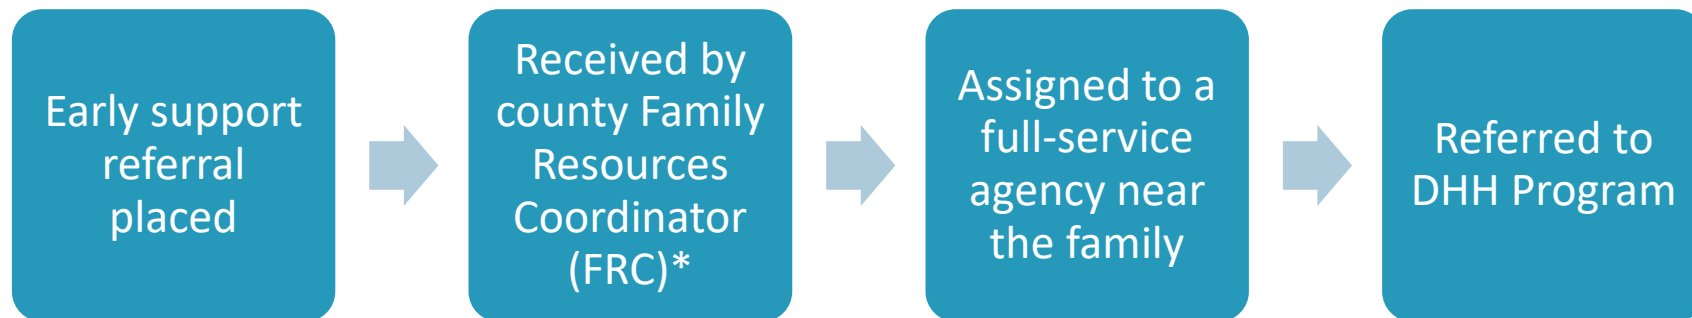 Early support
referral
placed
Received by
county Family
Resources
Coordinator
(FRC)*
Assigned to a
full-service
agency near
the family
Referred to
DHH Program